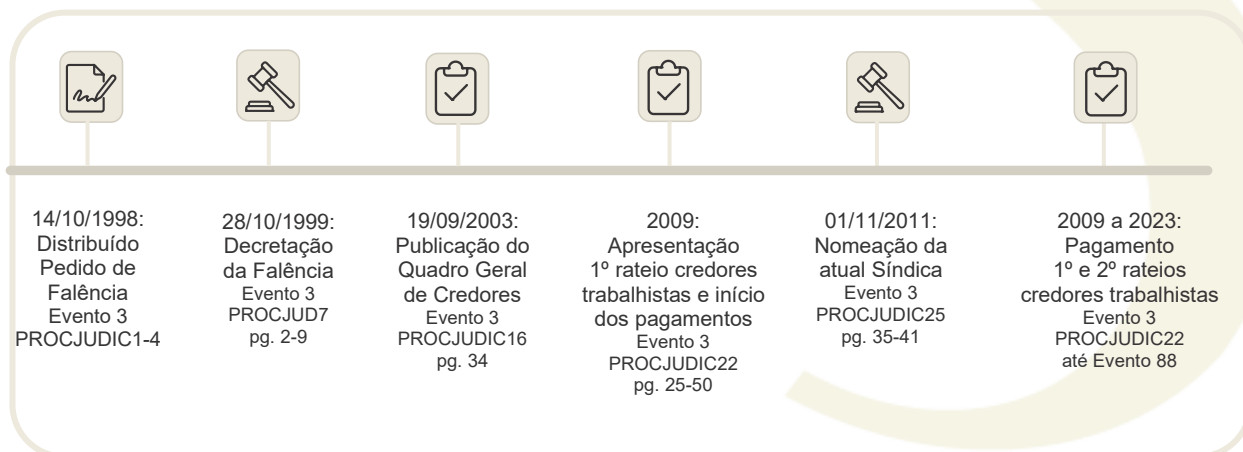 14/10/1998:
Distribuído
Pedido de
Falência
Evento 3
PROCJUDIC1-4
28/10/1999:
Decretação
da Falência
Evento 3
PROCJUD7
pg. 2-9
19/09/2003:
Publicação do
Quadro Geral
de Credores
Evento 3
PROCJUDIC16
pg. 34
2009:
Apresentação
1º rateio credores
trabalhistas e início
dos pagamentos
Evento 3
PROCJUDIC22
pg. 25-50
01/11/2011:
Nomeação da
atual Síndica
Evento 3
PROCJUDIC25
pg. 35-41
2009 a 2023:
Pagamento
1º e 2º rateios
credores trabalhistas
Evento 3
PROCJUDIC22
até Evento 88